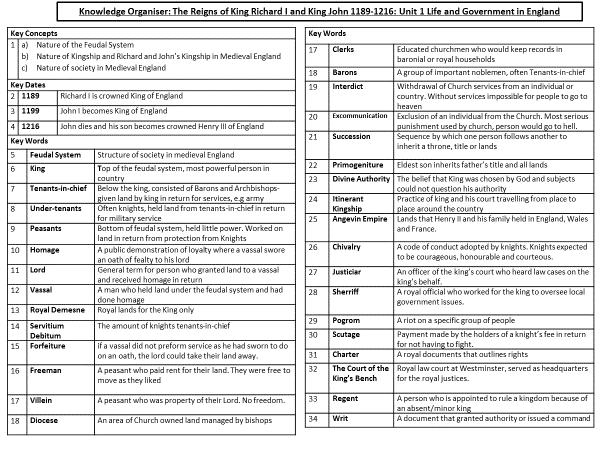 Knowledge Organiser: The Reigns of King Richard I and King John 1189-1216: Unit 1 Life and Government in England
Key Concepts
1 a) Nature of the Feudal System
b) Nature of Kingship and Richard and John's Kingship in Medieval England
c) Nature of society in Medieval England
Key Dates
2 1189 Richard I is crowned King of England
3 1199 John I becomes King of England
4 1216 John dies and his son becomes crowned Henry III of England
Key Words
5 Feudal System Structure of society in medieval England
6 King Top of the feudal system, most powerful person in
country
7 Tenants-in-chief Below the king, consisted of Barons and Archbishops-
given land by king in return for services, e.g army
8 Under-tenants Often knights, held land from tenants-in-chief in return
for military service
9 Peasants Bottom of feudal system, held little power. Worked on
land in return from protection from Knights
10 Homage A public demonstration of loyalty where a vassal swore
an oath of fealty to his lord
11 Lord General term for person who granted land to a vassal
and received homage in return
12 Vassal A man who held land under the feudal system and had
done homage
13 Royal Demesne Royal lands for the King only
14 Servitium The amount of knights tenants-in-chief
Debitum
15 Forfeiture if a vassal did not preform service as he had sworn to do
on an oath, the lord could take their land away.
16 Freeman A peasant who paid rent for their land. They were free to
move as they liked
17 Villein A peasant who was property of their Lord. No freedom.
18 Diocese An area of Church owned land managed by bishops
Key Words
17 Clerks Educated churchmen who would keep records in
baronial or royal households
18 Barons A group of important noblemen, often Tenants-in-chief
19 Interdict Withdrawal of Church services from an individual or
country. Without services impossible for people to go to
heaven
20 Excommunication Exclusion of an individual from the Church. Most serious
punishment used by church, person would go to hell.
21 Succession Sequence by which one person follows another to
inherit a throne, title or lands
22 Primogeniture Eldest son inherits father's title and all lands
23 Divine Authority The belief that King was chosen by God and subjects
could not question his authority
24 Itinerant Practice of king and his court travelling from place to
Kingship place around the country
25 Angevin Empire Lands that Henry II and his family held in England, Wales
and France.
26 Chivalry A code of conduct adopted by knights. Knights expected
to be courageous, honourable and courteous.
27 Justiciar An officer of the king's court who heard law cases on the
king's behalf.
28 Sherriff A royal official who worked for the king to oversee local
government issues.
29 Pogrom A riot on a specific group of people
30 Scutage Payment made by the holders of a knight's fee in return
for not having to fight.
31 Charter A royal documents that outlines rights
32 The Court of the Royal law court at Westminster, served as headquarters
King's Bench for the royal justices.
33 Regent A person who is appointed to rule a kingdom because of
an absent/minor king
34 Writ A document that granted authority or issued a command